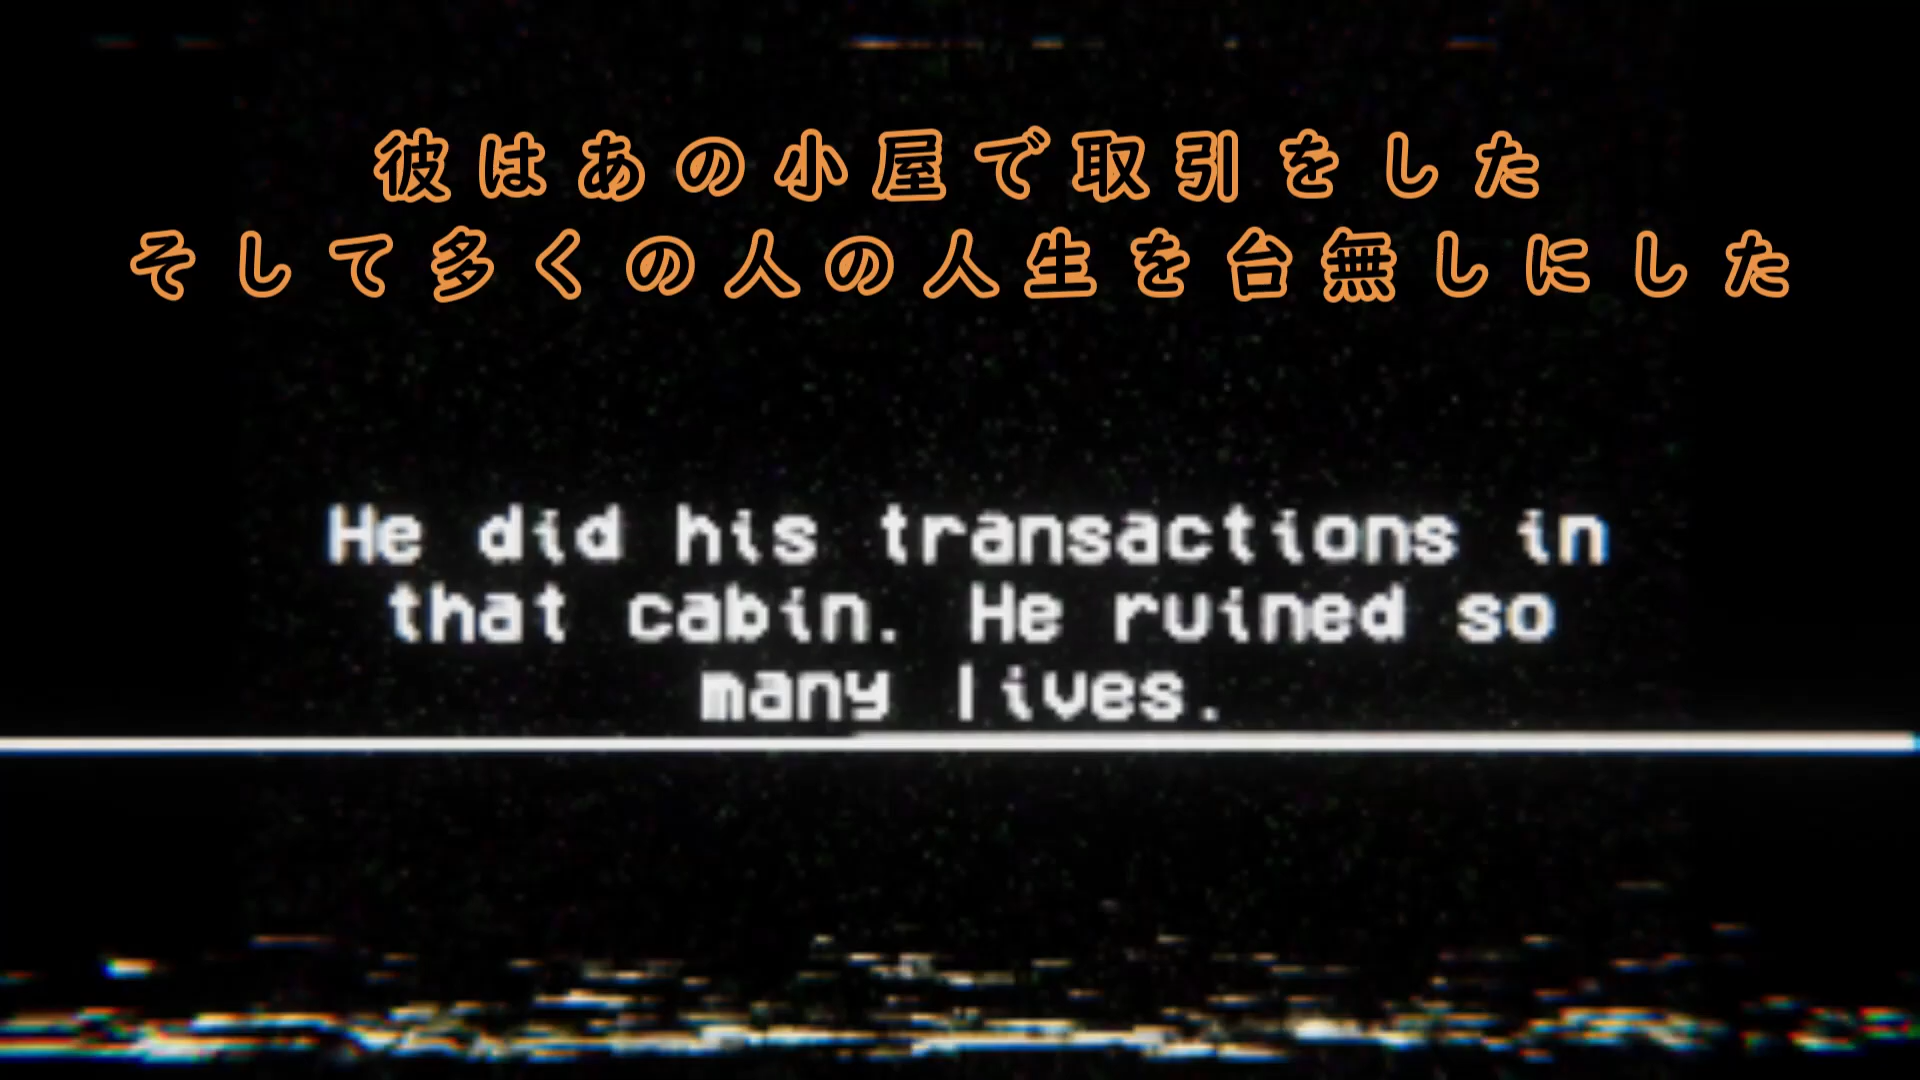 彼はあの小屋で取引をした
そして多くの人の人生を台無しにした
He did his transactions in
that cabin. He ruined so
many lives.